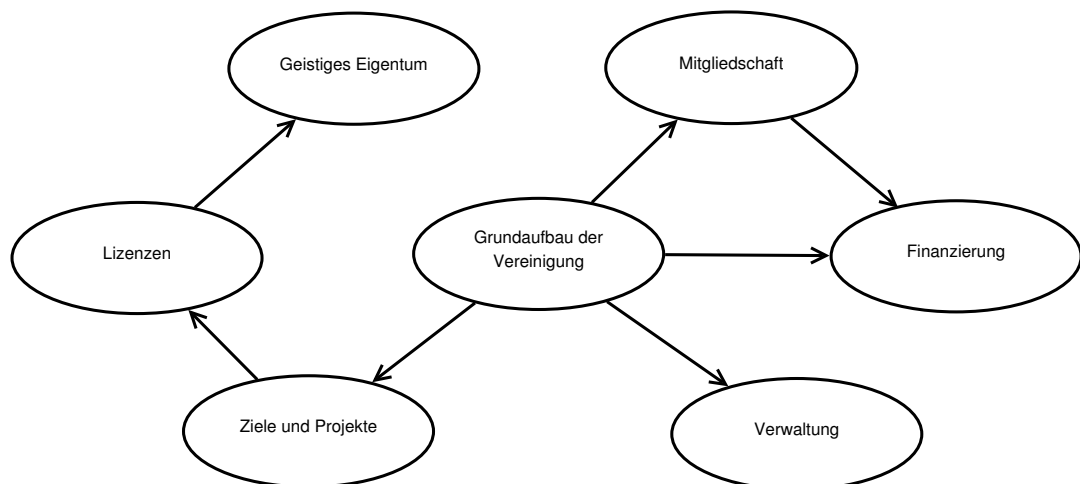 Geistiges Eigentum
Mitgliedschaft
Grundaufbau der
Vereinigung
Lizenzen
Finanzierung
Ziele und Projekte
Verwaltung